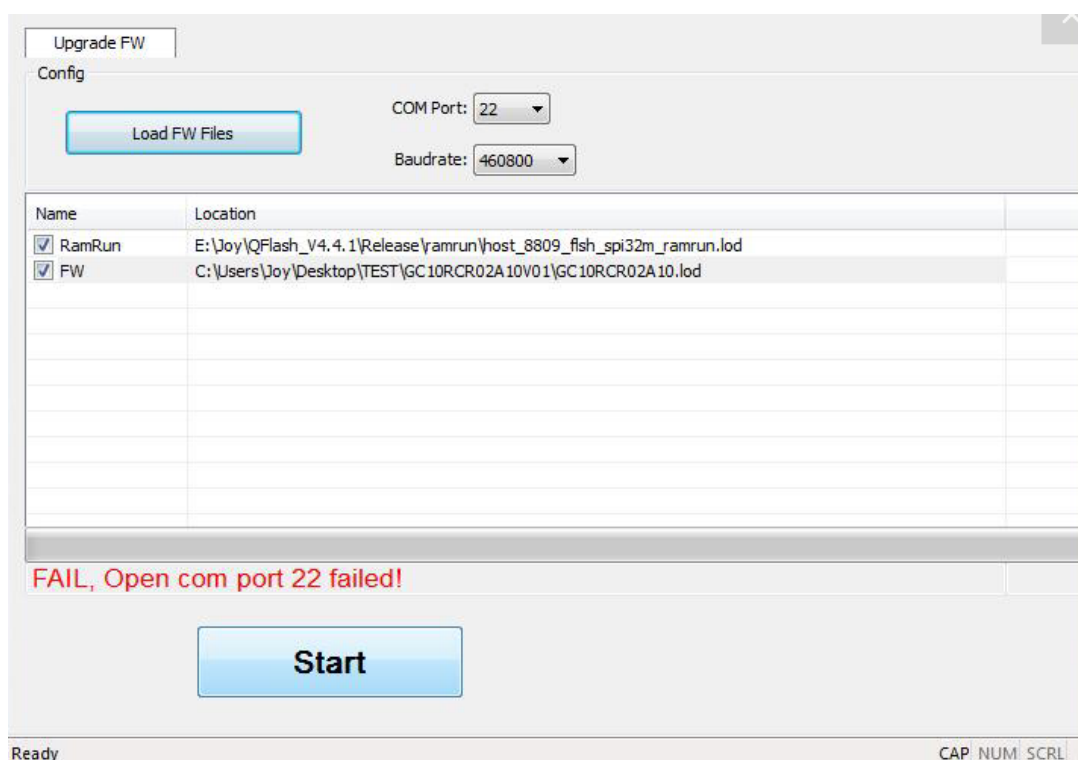 Upgrade FW
Config
Load FW Files
COM Port: 22
Baudrate: 460800
Name Location
RamRun E:\Joy\QFlash_V4.4.1\Release\ramrun\host_8809_flsh_spi32m_ramrun.lod
FW C:\Users\Joy\Desktop\TEST\GC10RCR02A10V01\GC10RCR02A10.lod
FAIL, Open com port 22 failed!
Start
Ready CAP NUM SCRL